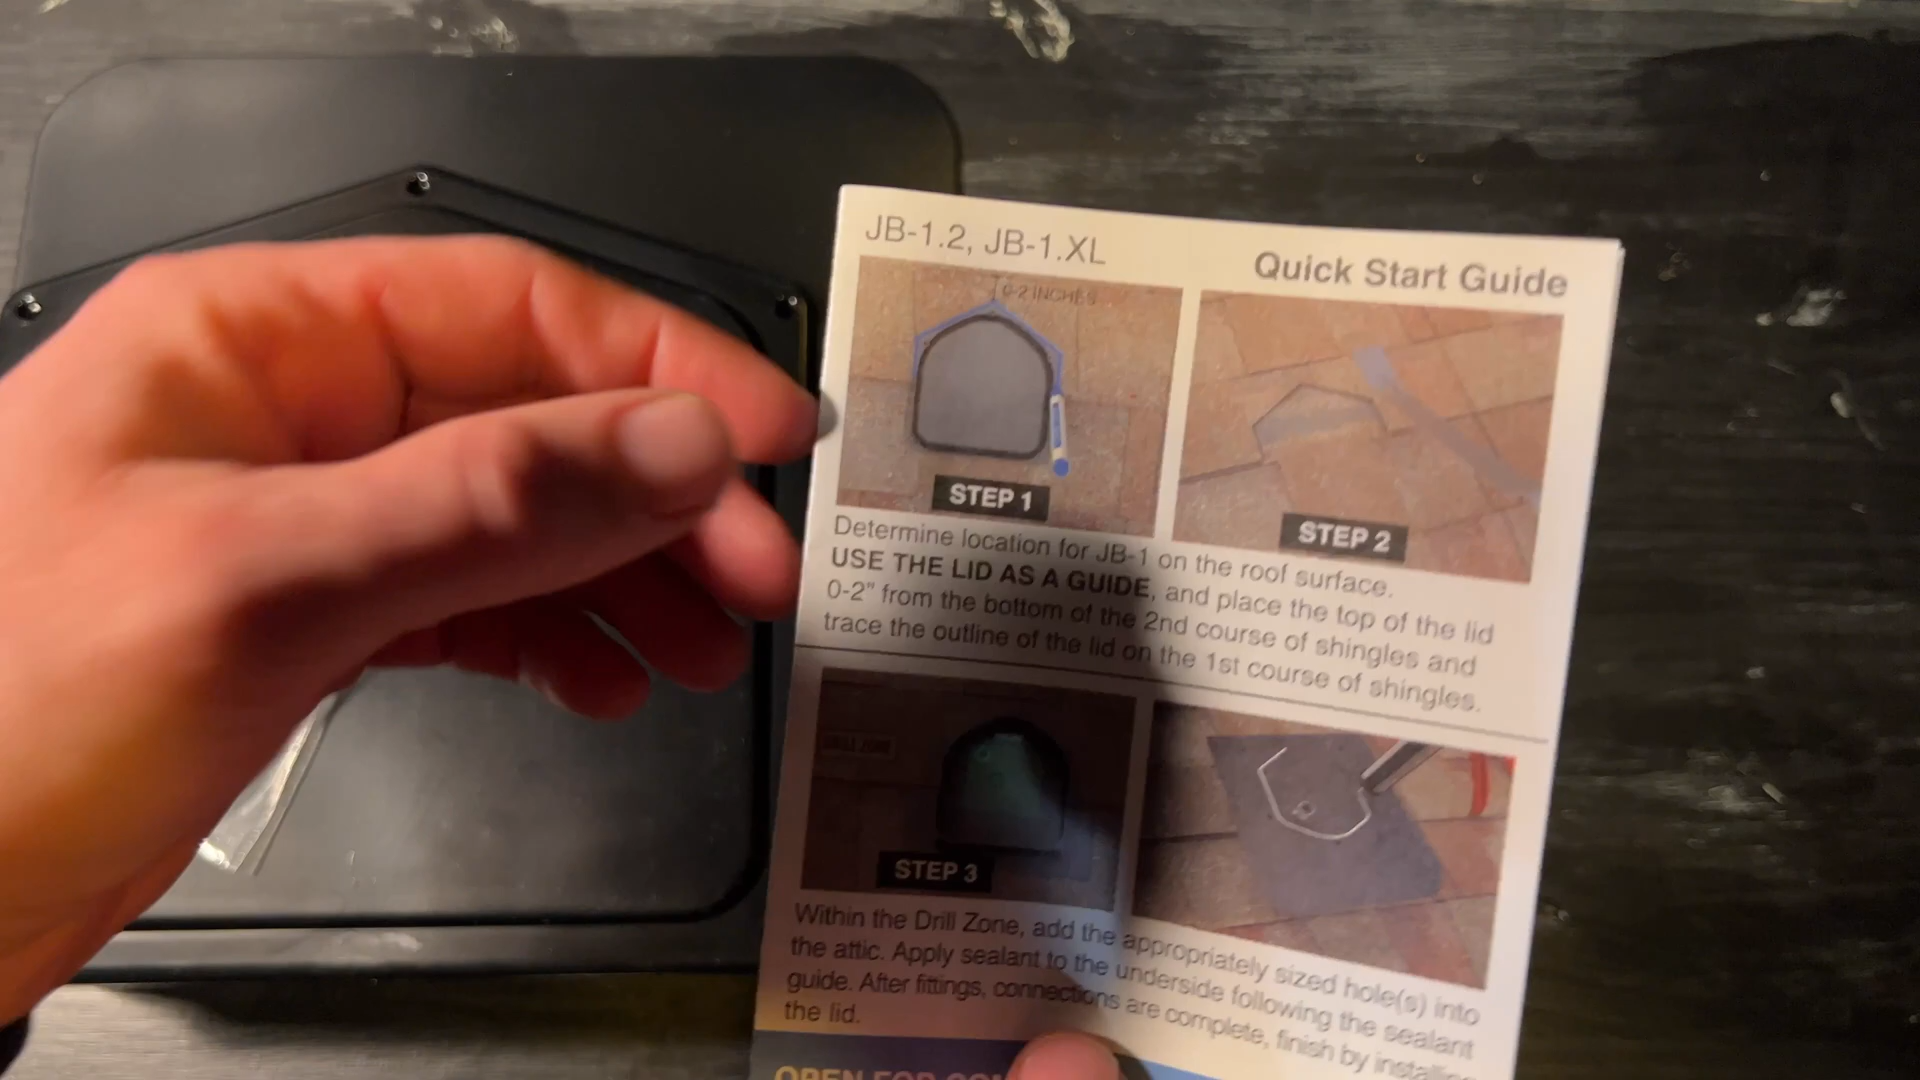 JB-1.2, JB-1.XL
Quick Start Guide
0-2 INCHES
STEP 1
STEP 2
Determine location for JB-1 on the roof surface.
USE THE LID AS A GUIDE, and place the top of the lid
0-2" from the bottom of the 2nd course of shingles and
trace the outline of the lid on the 1st course of shingles.
DRILL ZONE
STEP 3
Within the Drill Zone, add the appropriately sized hole(s) into
the attic. Apply sealant to the underside following the sealant
guide. After fittings, connections are complete, finish by installing
the lid.
OPEN FOR